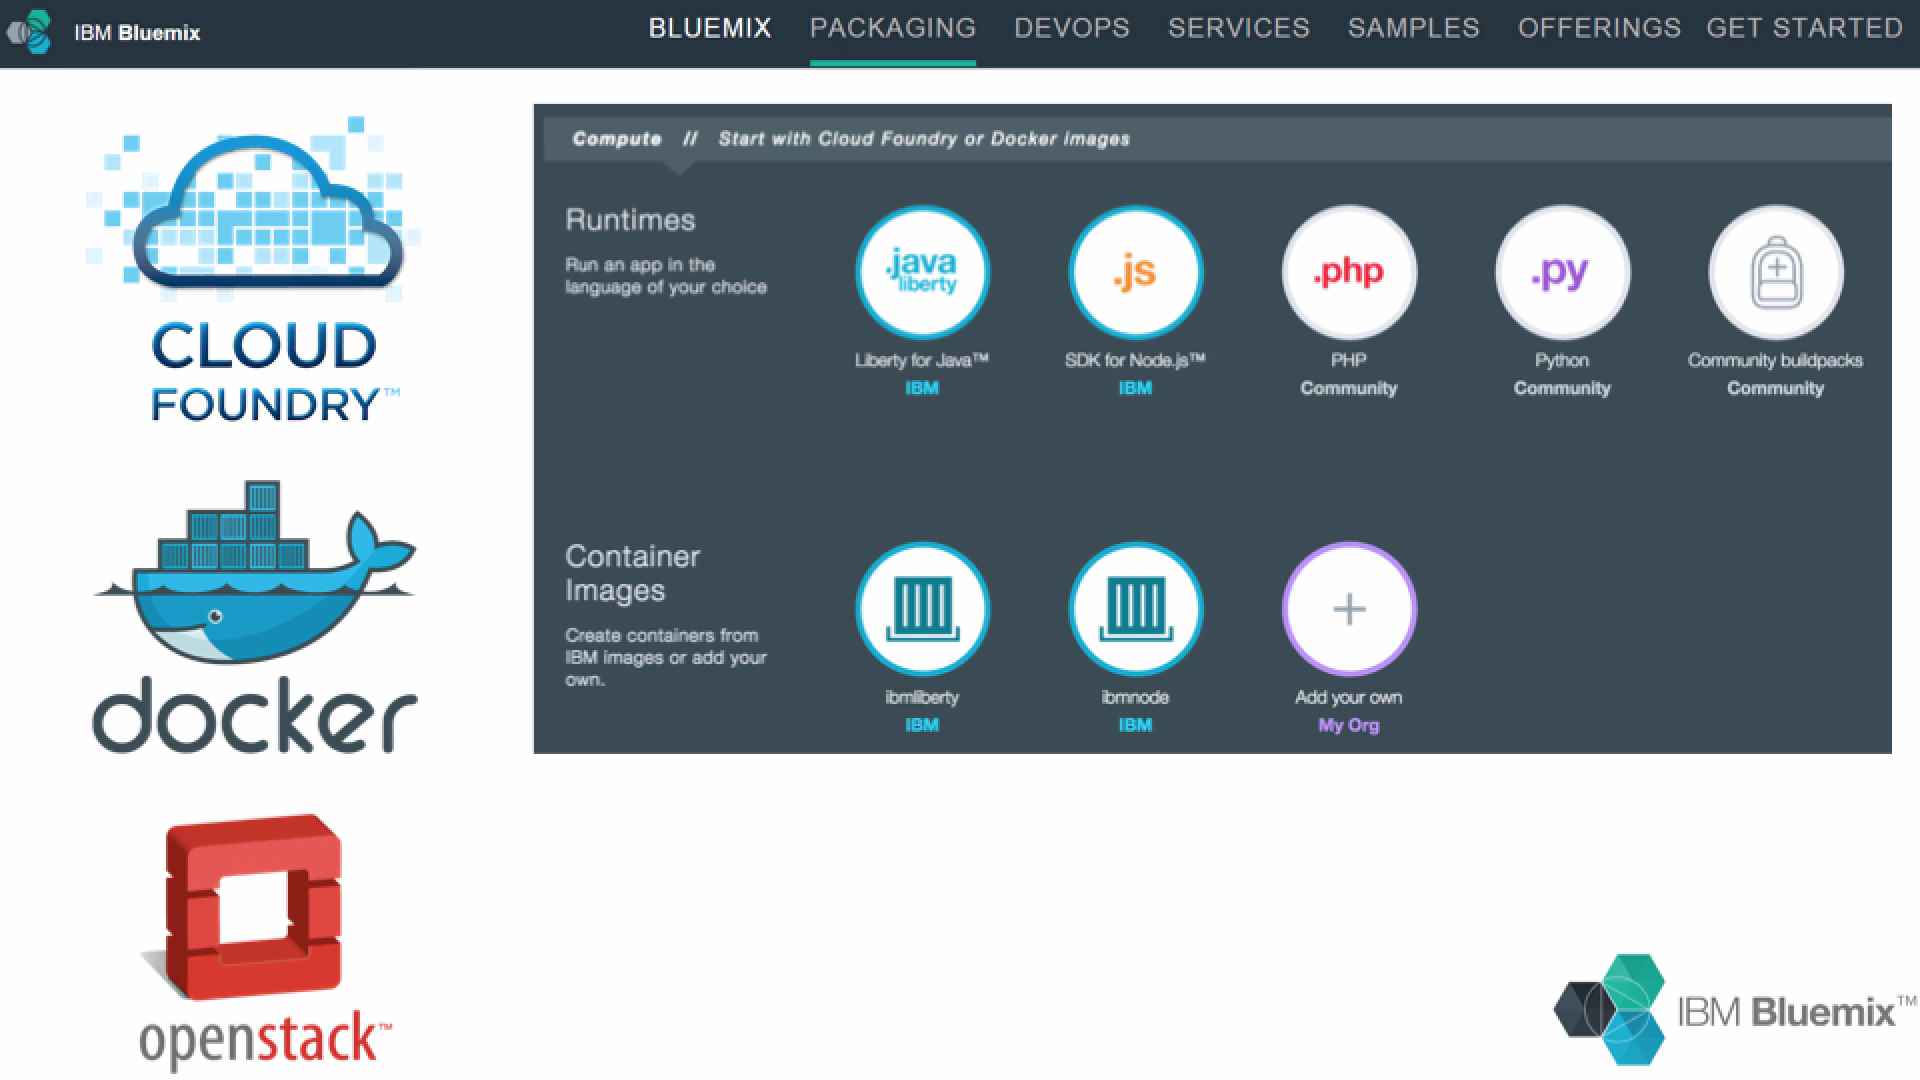 IBM Bluemix
BLUEMIX PACKAGING DEVOPS SERVICES SAMPLES OFFERINGS GET STARTED
CLOUD
FOUNDRY™
docker
openstack™
Compute // Start with Cloud Foundry or Docker images
Runtimes
Run an app in the
language of your choice
.java
liberty
Liberty for Java™
IBM
.js
SDK for Node.js™
IBM
.php
PHP
Community
.py
Python
Community
Community buildpacks
Community
Container
Images
Create containers from
IBM images or add your
own.
ibmliberty
IBM
ibmnode
IBM
+
Add your own
My Org
IBM Bluemix™